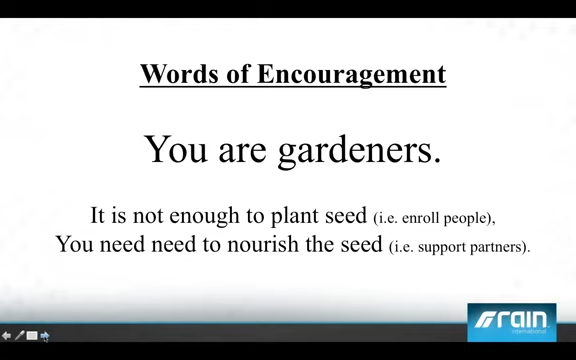 Words of Encouragement
You are gardeners.
It is not enough to plant seed (i.e. enroll people),
You need need to nourish the seed (i.e. support partners).
rain
international